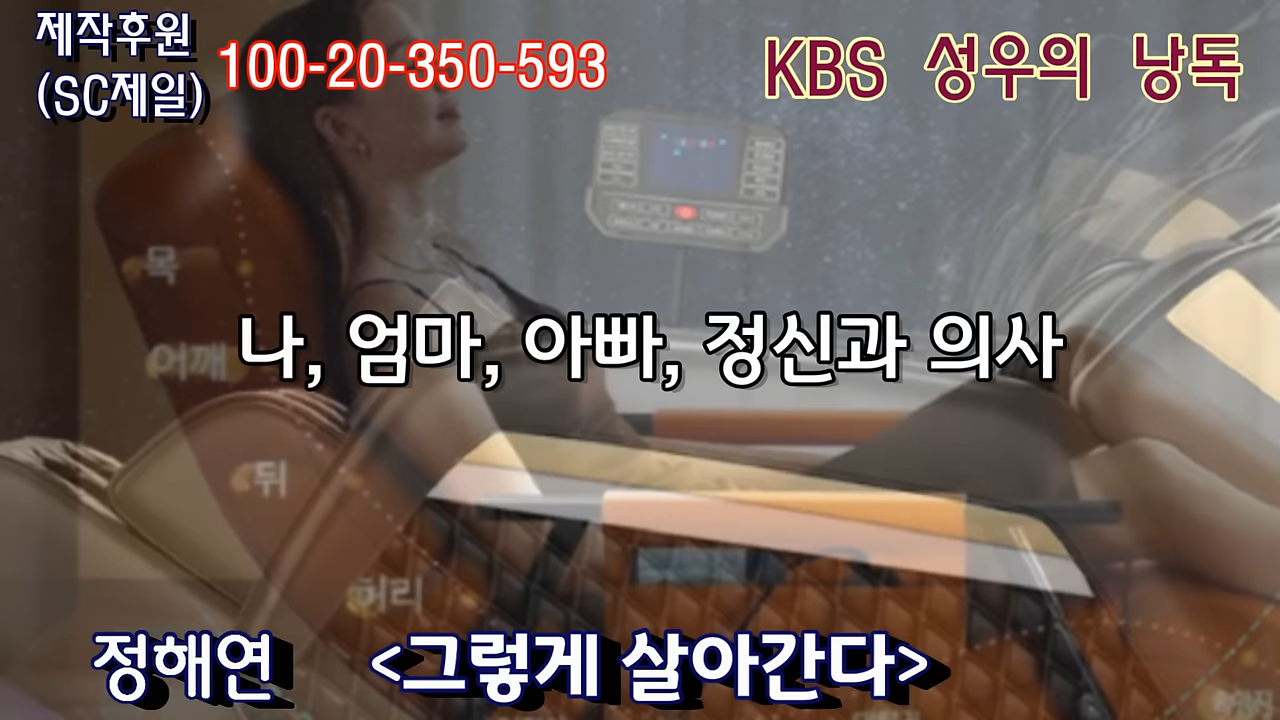 제작후원
(SC제일)
100-20-350-593
KBS 성우의 낭독
목
나, 엄마, 아빠, 정신과 의사
어깨
뒤
허리
정해연 <그렇게 살아간다>